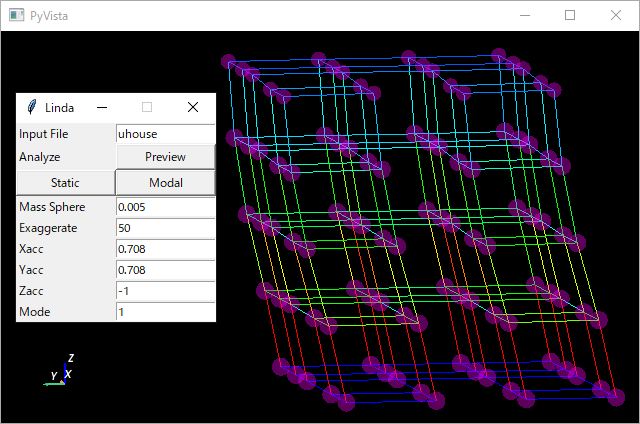 PyVista
Linda
Input File uhouse
Analyze Preview
Static Modal
Mass Sphere 0.005
Exaggerate 50
Xacc 0.708
Yacc 0.708
Zacc -1
Mode 1
Z
Y X